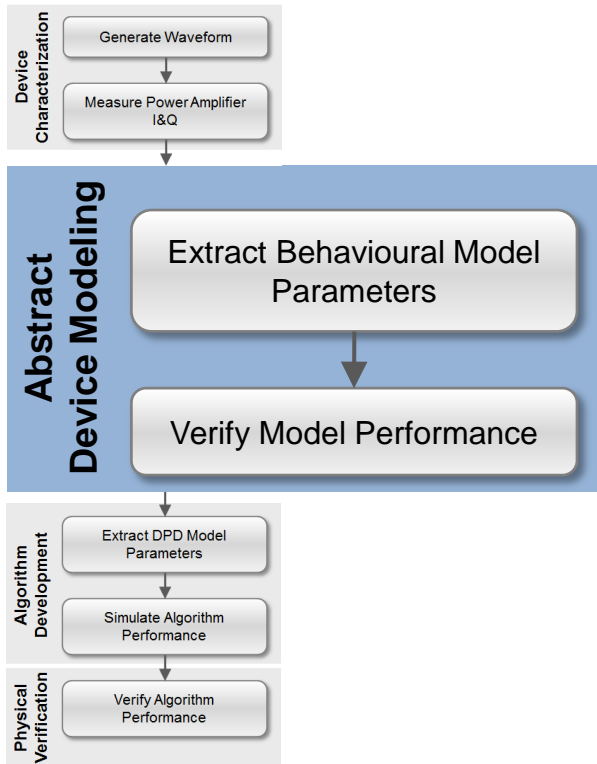 Device
Characterization
Generate Waveform
Measure Power Amplifier
I&Q
Abstract
Device Modeling
Extract Behavioural Model
Parameters
Verify Model Performance
Algorithm
Development
Extract DPD Model
Parameters
Simulate Algorithm
Performance
Physical
Verification
Verify Algorithm
Performance